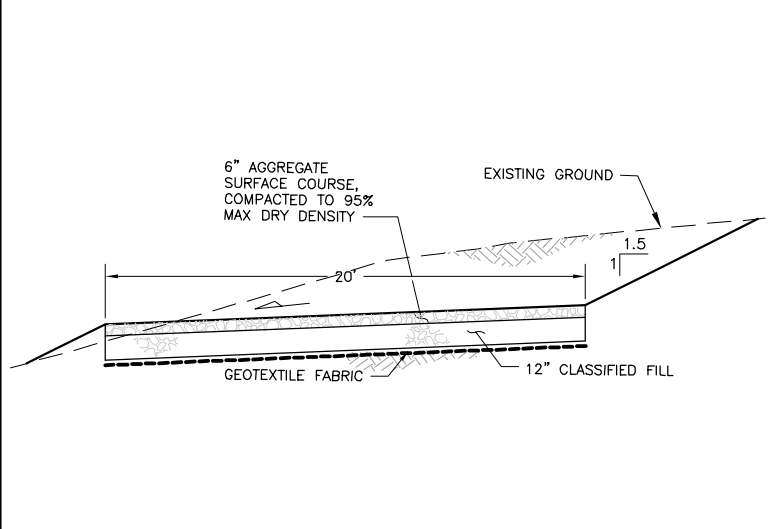 6” AGGREGATE
SURFACE COURSE,
COMPACTED TO 95%
MAX DRY DENSITY
EXISTING GROUND
1.5
1
20'
GEOTEXTILE FABRIC
12” CLASSIFIED FILL